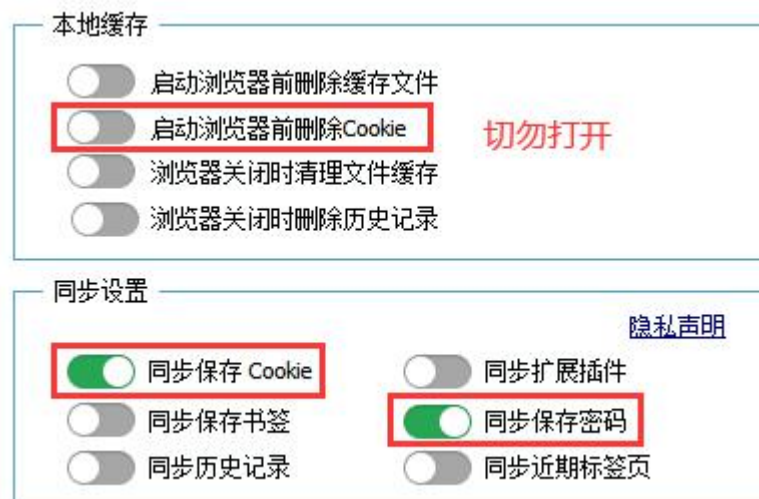 本地缓存
启动浏览器前删除缓存文件
启动浏览器前删除Cookie
切勿打开
浏览器关闭时清理文件缓存
浏览器关闭时删除历史记录
同步设置
隐私声明
同步保存 Cookie
同步扩展插件
同步保存书签
同步保存密码
同步历史记录
同步近期标签页